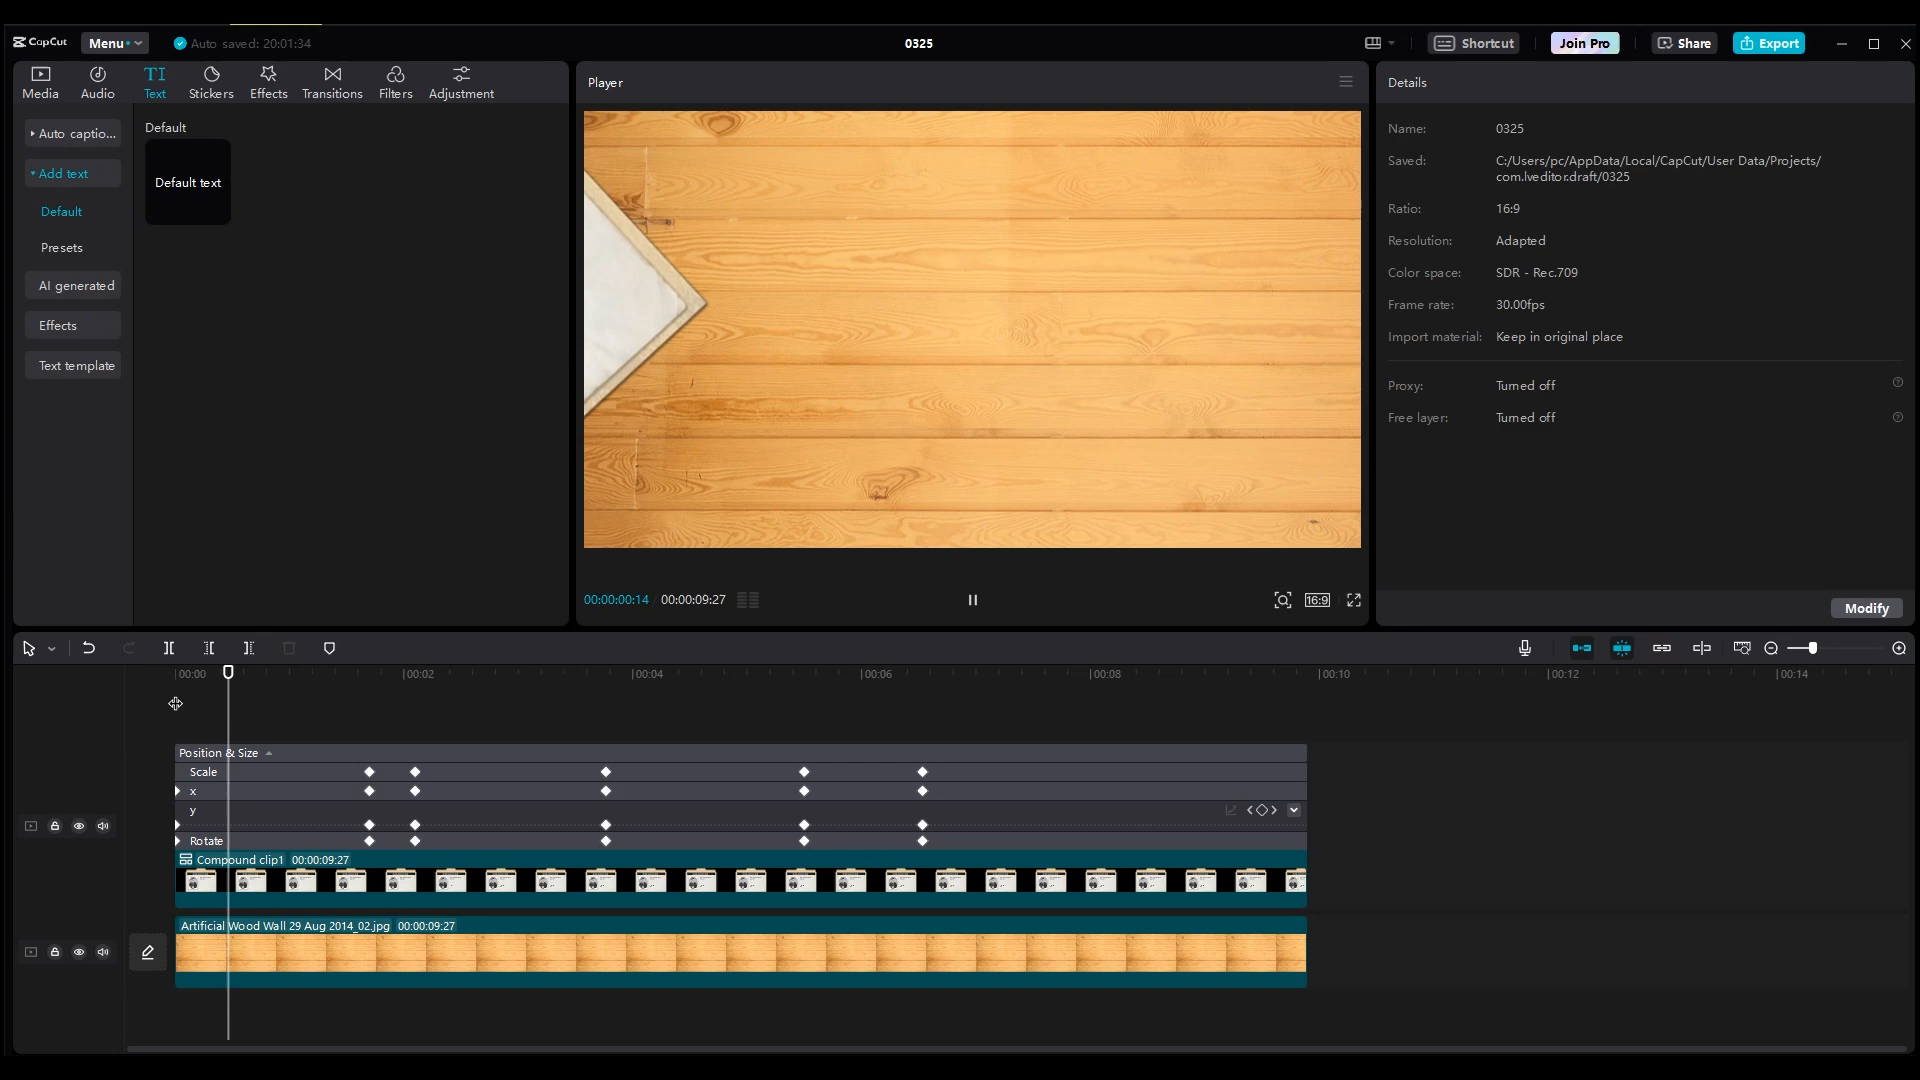 CapCut
Menu
Auto saved: 20:01:34
0325
Shortcut
Join Pro
Share
Export
Media
Audio
TI
Text
Stickers
Effects
Transitions
Filters
Adjustment
Auto captio...
Add text
Default
Presets
AI generated
Effects
Text template
Default
Default text
Player
00:00:00:14
00:00:09:27
16:9
Details
Name: 0325
Saved: C:/Users/pc/AppData/Local/CapCut/User Data/Projects/
com.lveditor.draft/0325
Ratio: 16:9
Resolution: Adapted
Color space: SDR - Rec.709
Frame rate: 30.00fps
Import material: Keep in original place
Proxy: Turned off
Free layer: Turned off
Modify
00:00
00:02
00:04
00:06
00:08
00:10
00:12
00:14
Position & Size
Scale
x
y
Rotate
Compound clip1 00:00:09:27
Artificial Wood Wall 29 Aug 2014_02.jpg 00:00:09:27